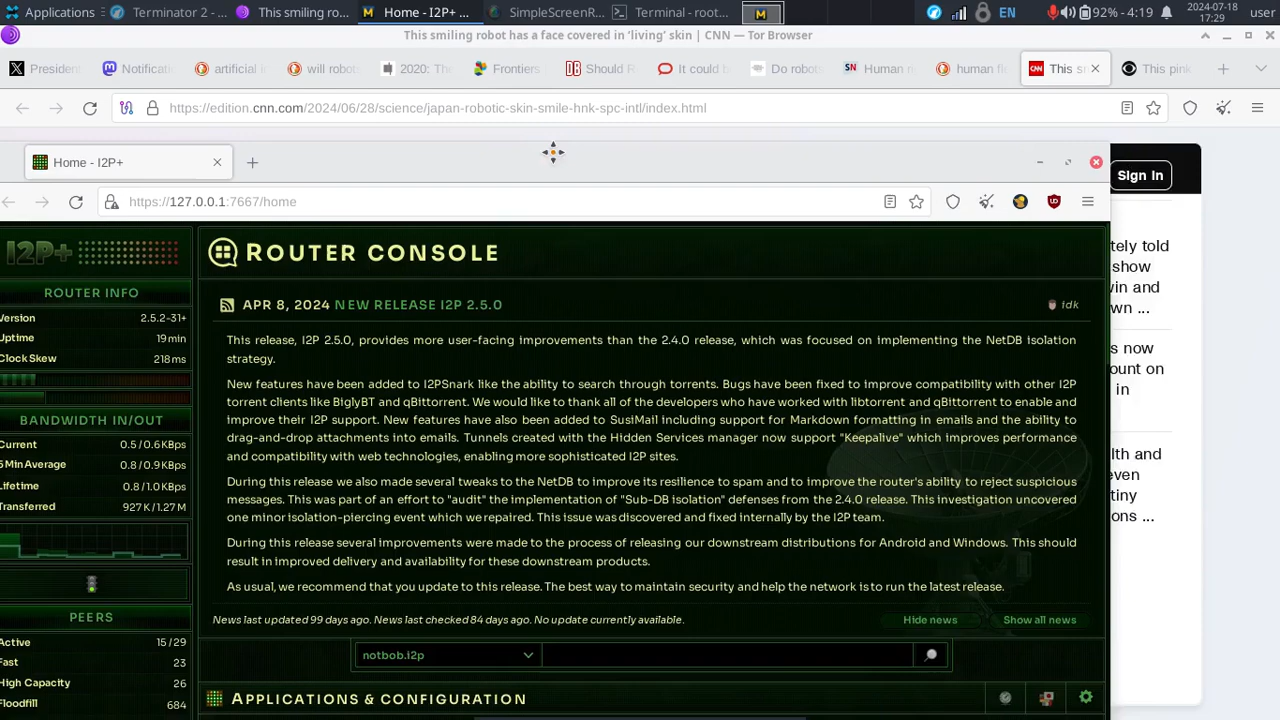 Applications Terminator 2 - ... This smiling ro... Home - I2P+ ... SimpleScreenR... Terminal - root... EN 92% - 4:19 2024-07-18 17:29 user
This smiling robot has a face covered in ‘living’ skin | CNN — Tor Browser
President Notificati artificial i will robots 2020: The Frontiers Should R It could b Do robots Human ri human fle This s This pink
https://edition.cnn.com/2024/06/28/science/japan-robotic-skin-smile-hnk-spc-intl/index.html
Home - I2P+
Sign In
https://127.0.0.1:7667/home
I2P+
ROUTER CONSOLE
ROUTER INFO
Version 2.5.2-31+
Uptime 19 min
Clock Skew 218 ms
BANDWIDTH IN/OUT
Current 0.5 / 0.6 KBps
5 Min Average 0.8 / 0.9 KBps
Lifetime 0.8 / 1.0 KBps
Transferred 927 K / 1.27 M
PEERS
Active 15 / 29
Fast 23
High Capacity 26
Floodfill 684
APR 8, 2024 NEW RELEASE I2P 2.5.0 idk
This release, I2P 2.5.0, provides more user-facing improvements than the 2.4.0 release, which was focused on implementing the NetDB isolation
strategy.
New features have been added to I2PSnark like the ability to search through torrents. Bugs have been fixed to improve compatibility with other I2P
torrent clients like BiglyBT and qBittorrent. We would like to thank all of the developers who have worked with libtorrent and qBittorrent to enable and
improve their I2P support. New features have also been added to SusiMail including support for Markdown formatting in emails and the ability to
drag-and-drop attachments into emails. Tunnels created with the Hidden Services manager now support "Keepalive" which improves performance
and compatibility with web technologies, enabling more sophisticated I2P sites.
During this release we also made several tweaks to the NetDB to improve its resilience to spam and to improve the router's ability to reject suspicious
messages. This was part of an effort to "audit" the implementation of "Sub-DB isolation" defenses from the 2.4.0 release. This investigation uncovered
one minor isolation-piercing event which we repaired. This issue was discovered and fixed internally by the I2P team.
During this release several improvements were made to the process of releasing our downstream distributions for Android and Windows. This should
result in improved delivery and availability for these downstream products.
As usual, we recommend that you update to this release. The best way to maintain security and help the network is to run the latest release.
News last updated 99 days ago. News last checked 84 days ago. No update currently available. Hide news Show all news
notbob.i2p
APPLICATIONS & CONFIGURATION
tely told
show
win and
wn ...
s now
ount on
in
lth and
even
tiny
ons ...